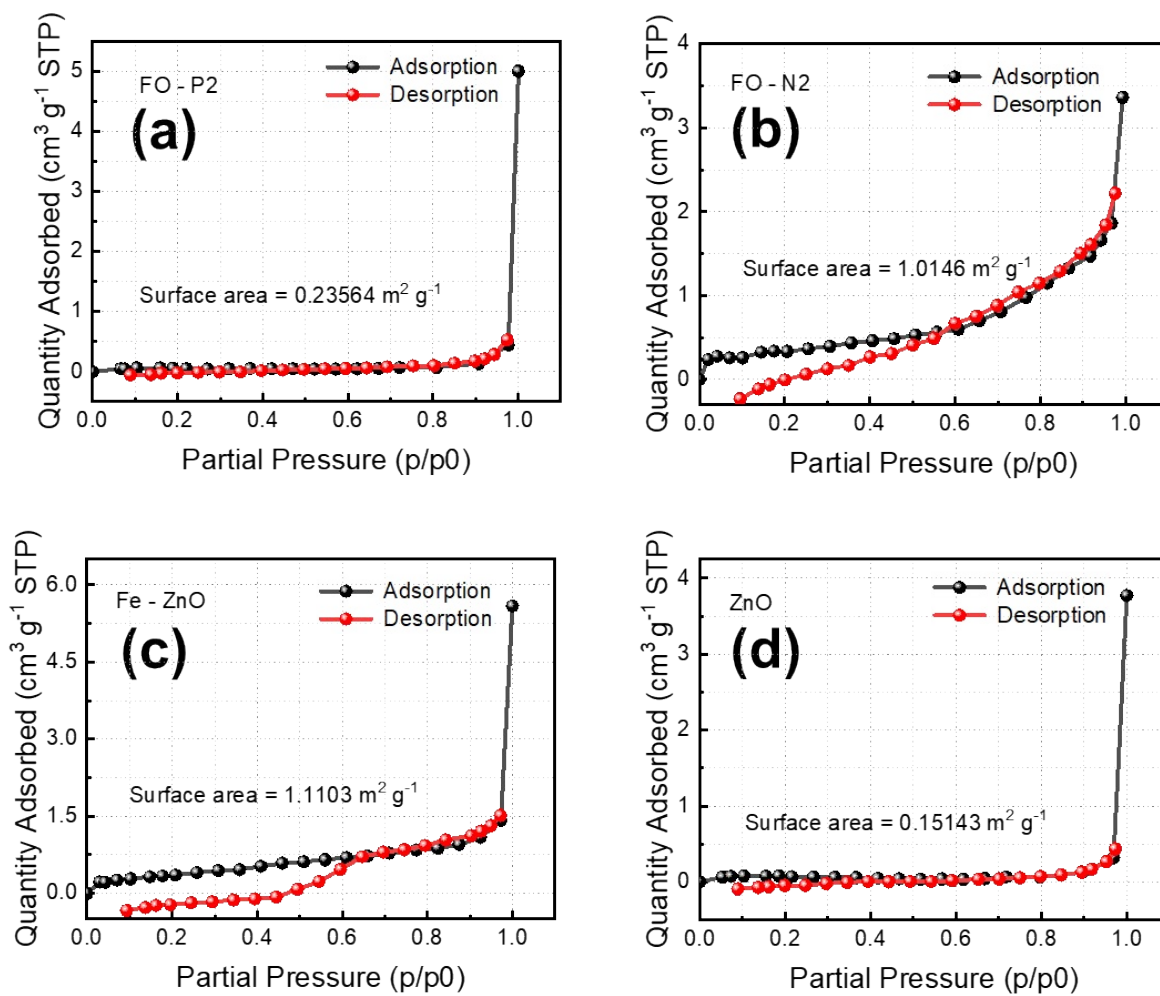 Quantity Adsorbed (cm³ g⁻¹ STP)
5
4
3
2
1
0
FO - P2
(a)
Adsorption
Desorption
Surface area = 0.23564 m² g⁻¹
0.0 0.2 0.4 0.6 0.8 1.0
Partial Pressure (p/p0)
Quantity Adsorbed (cm³ g⁻¹ STP)
4
3
2
1
0
FO - N2
(b)
Adsorption
Desorption
Surface area = 1.0146 m² g⁻¹
0.0 0.2 0.4 0.6 0.8 1.0
Partial Pressure (p/p0)
Quantity Adsorbed (cm³ g⁻¹ STP)
6.0
4.5
3.0
1.5
0.0
Fe - ZnO
(c)
Adsorption
Desorption
Surface area = 1.1103 m² g⁻¹
0.0 0.2 0.4 0.6 0.8 1.0
Partial Pressure (p/p0)
Quantity Adsorbed (cm³ g⁻¹ STP)
4
3
2
1
0
ZnO
(d)
Adsorption
Desorption
Surface area = 0.15143 m² g⁻¹
0.0 0.2 0.4 0.6 0.8 1.0
Partial Pressure (p/p0)